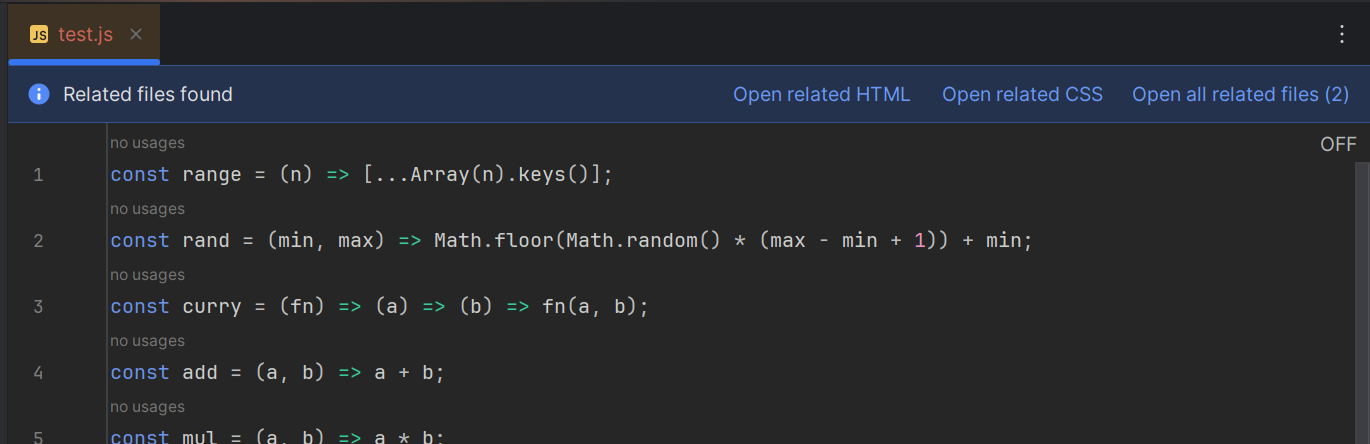 JS test.js
Related files found Open related HTML Open related CSS Open all related files (2)
OFF
no usages
1 const range = (n) => [...Array(n).keys()];
no usages
2 const rand = (min, max) => Math.floor(Math.random() * (max - min + 1)) + min;
no usages
3 const curry = (fn) => (a) => (b) => fn(a, b);
no usages
4 const add = (a, b) => a + b;
no usages
5 const mul = (a, b) => a * b;